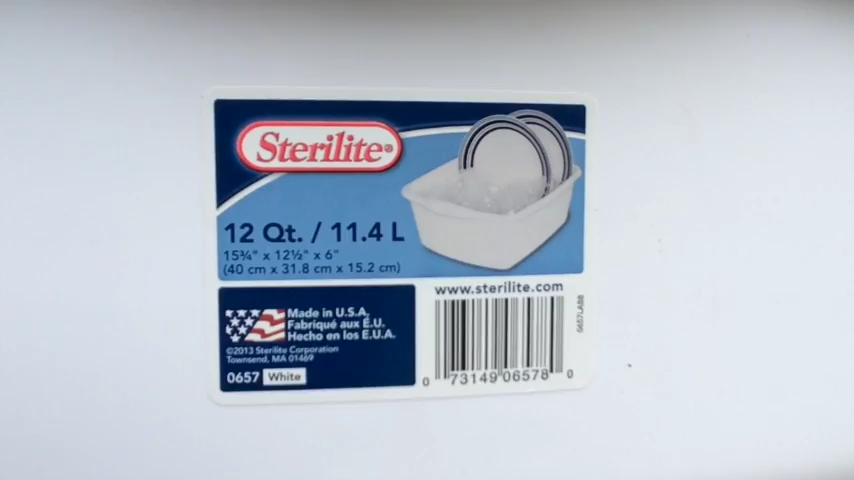 Sterilite®
12 Qt. / 11.4 L
15¾" x 12½" x 6"
(40 cm x 31.8 cm x 15.2 cm)
Made in U.S.A.
Fabriqué aux É.U.
Hecho en los E.U.A.
©2013 Sterilite Corporation
Townsend, MA 01469
0657 White
www.sterilite.com
0 73149 06578 0
0657LABB